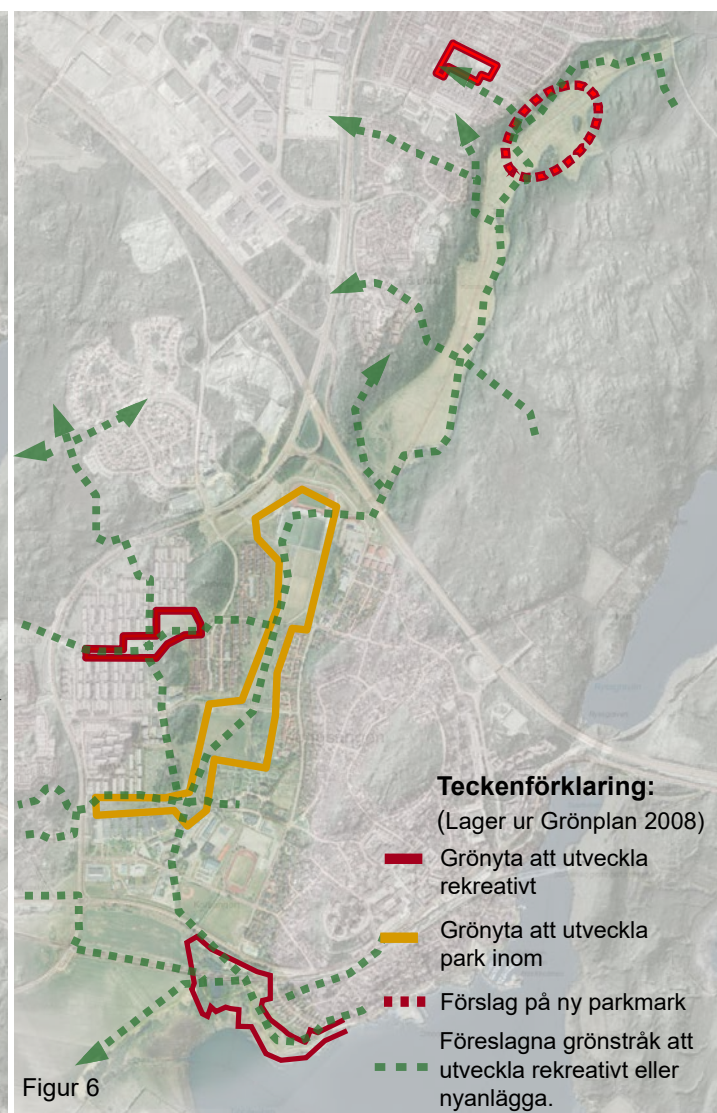 Teckenförklaring:
(Lager ur Grönplan 2008)
Grönyta att utveckla
rekreativt
Grönyta att utveckla
park inom
Förslag på ny parkmark
Föreslagna grönstråk att
utveckla rekreativt eller
nyanlägga.
Figur 6